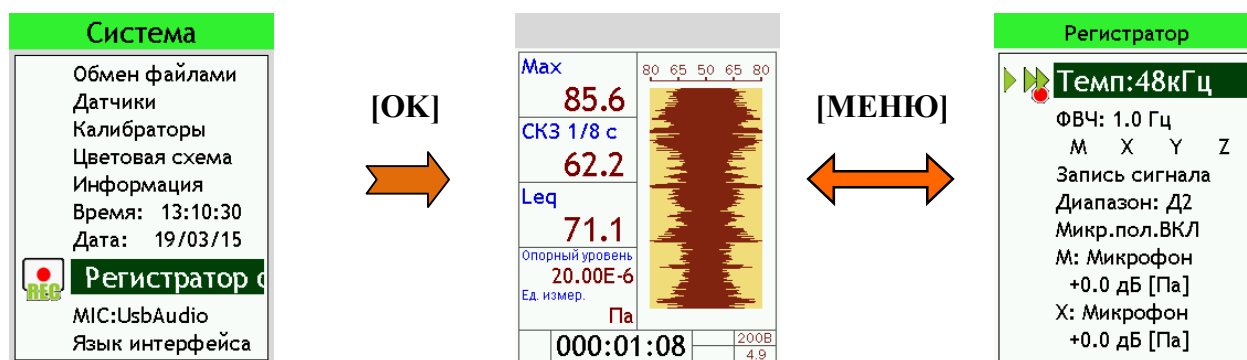 Система
Обмен файлами
Датчики
Калибраторы
Цветовая схема
Информация
Время: 13:10:30
Дата: 19/03/15
REC
Регистратор с
MIC:UsbAudio
Язык интерфейса
[OK]
Max
85.6
СКЗ 1/8 с
62.2
Leq
71.1
Опорный уровень
20.00E-6
Ед. измер.
Па
80 65 50 65 80
000:01:08
200В
4.9
[МЕНЮ]
Регистратор
Темп:48кГц
ФВЧ: 1.0 Гц
M X Y Z
Запись сигнала
Диапазон: Д2
Микр.пол.ВКЛ
М: Микрофон
+0.0 дБ [Па]
X: Микрофон
+0.0 дБ [Па]